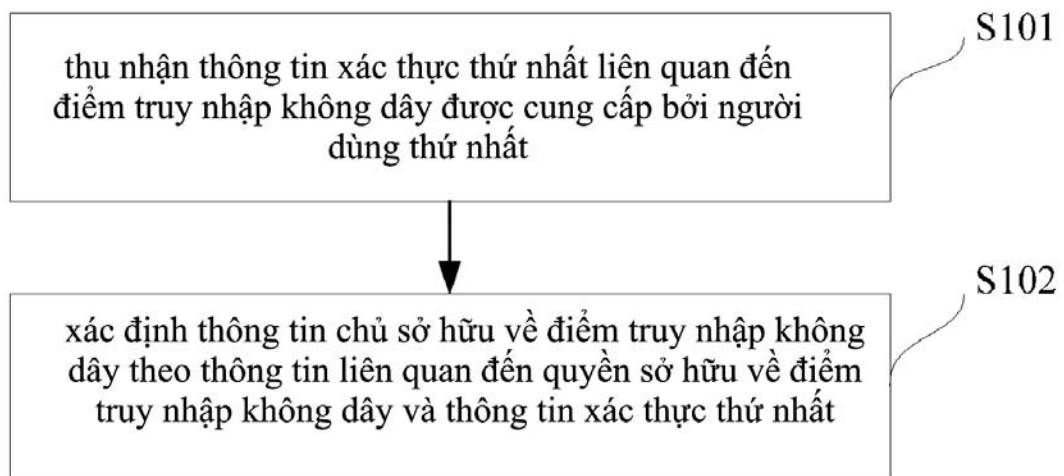 S101
thu nhận thông tin xác thực thứ nhất liên quan đến
điểm truy nhập không dây được cung cấp bởi người
dùng thứ nhất
S102
xác định thông tin chủ sở hữu về điểm truy nhập không
dây theo thông tin liên quan đến quyền sở hữu về điểm
truy nhập không dây và thông tin xác thực thứ nhất